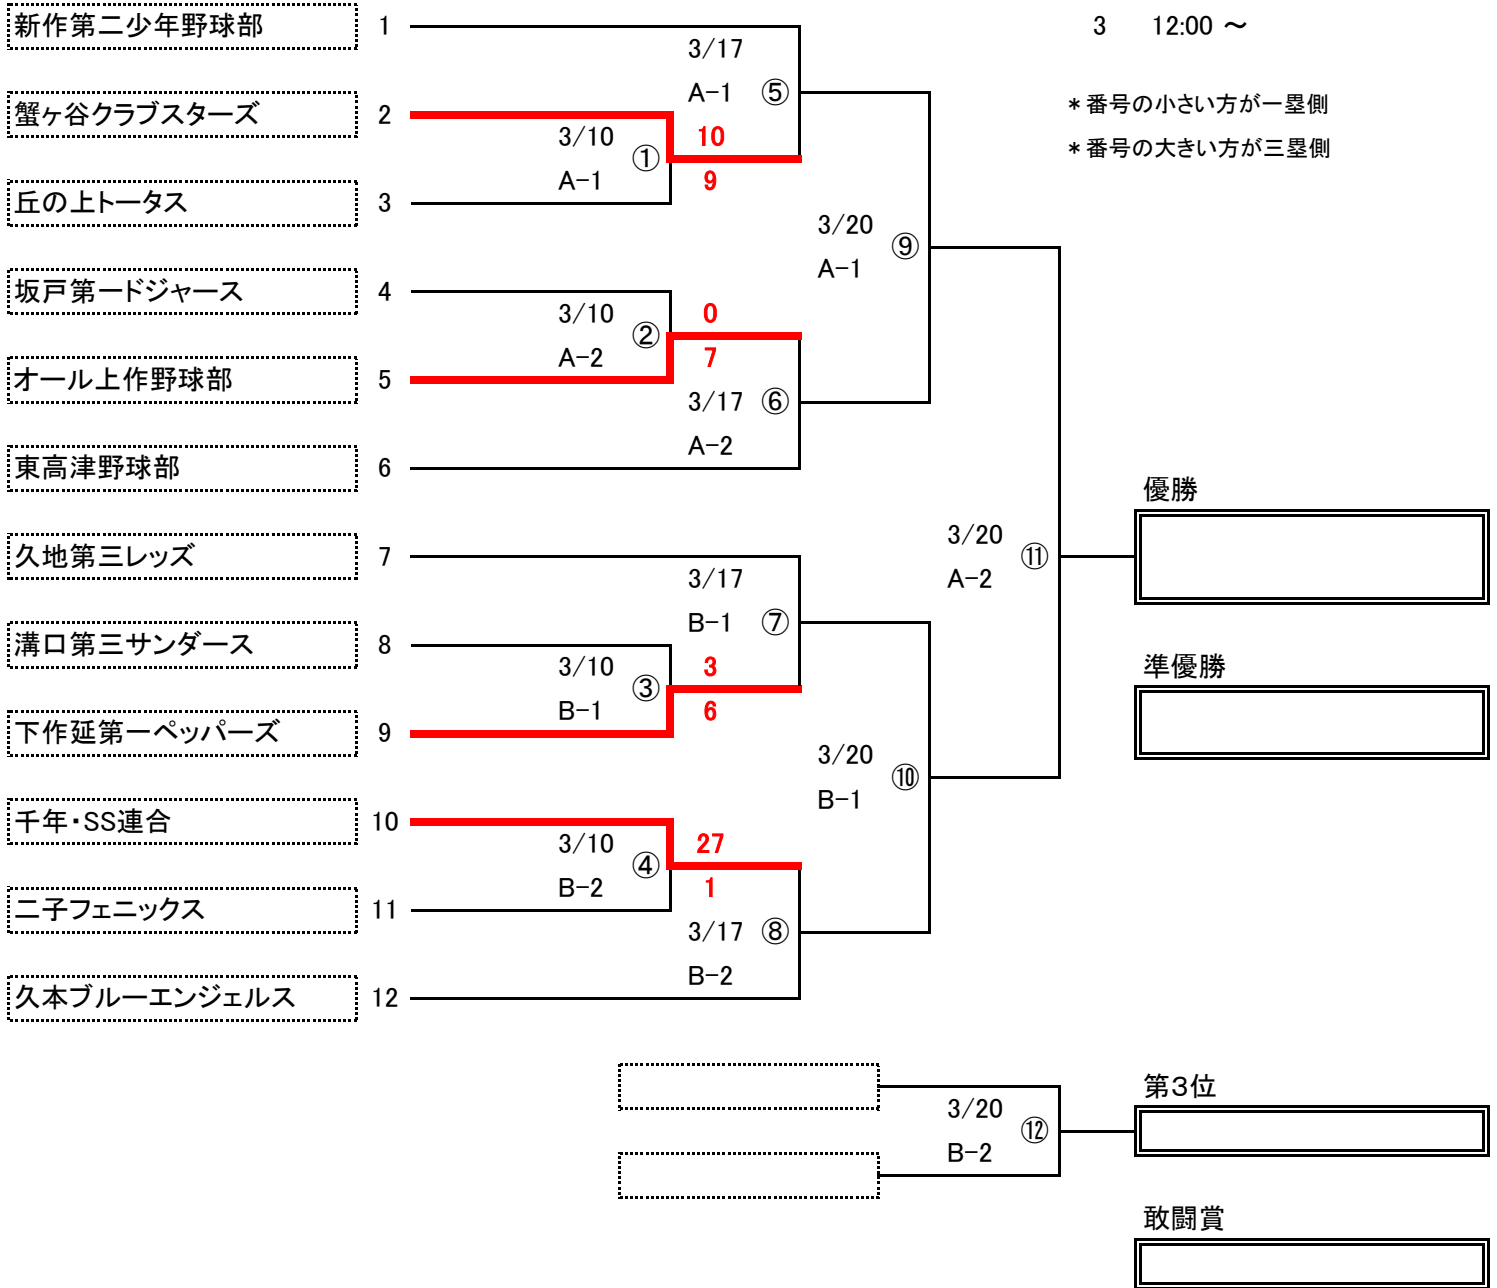 新作第二少年野球部 1
3 12:00 ～
3/17
A-1 ⑤
蟹ヶ谷クラブスターズ 2
*番号の小さい方が一塁側
3/10 ① 10
A-1 9
*番号の大きい方が三塁側
丘の上トータス 3
3/20 ⑨
A-1
坂戸第一ドジャース 4
3/10 ② 0
A-2 7
オール上作野球部 5
3/17 ⑥
A-2
東高津野球部 6
優勝
3/20 ⑪
A-2
久地第三レッズ 7
3/17
B-1 ⑦
溝口第三サンダース 8
3/10 ③ 3
B-1 6
準優勝
下作延第一ペッパーズ 9
3/20 ⑩
B-1
千年・SS連合 10
3/10 ④ 27
B-2 1
二子フェニックス 11
3/17 ⑧
B-2
久本ブルーエンジェルス 12
第3位
3/20 ⑫
B-2
敢闘賞